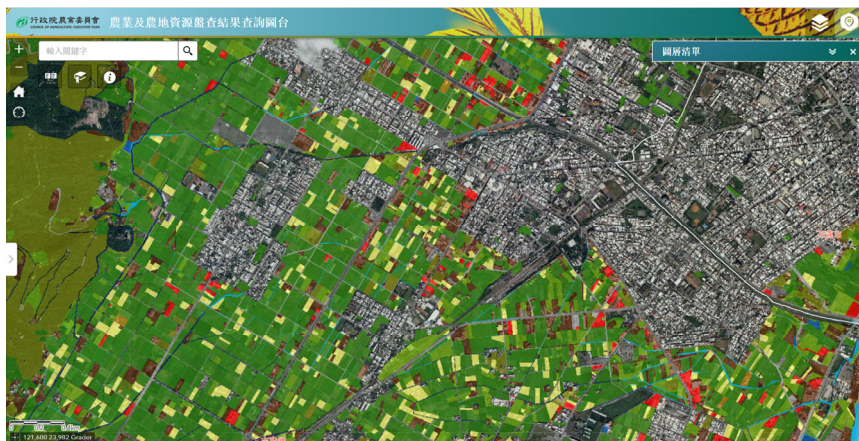 行政院農業委員會
COUNCIL OF AGRICULTURE, EXECUTIVE YUAN
農業及農地資源盤查結果查詢圖台
輸入關鍵字
圖層清單
121.600 23.982 Grader